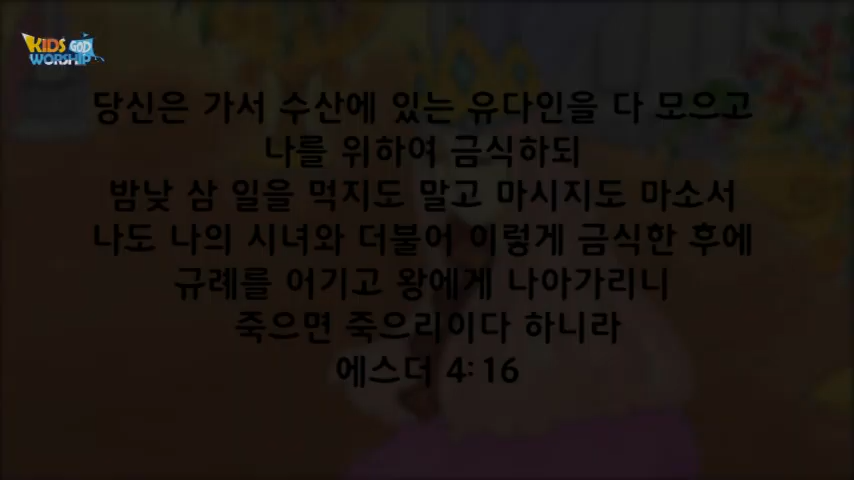 KIDS GOD
WORSHIP
당신은 가서 수산에 있는 유다인을 다 모으고
나를 위하여 금식하되
밤낮 삼 일을 먹지도 말고 마시지도 마소서
나도 나의 시녀와 더불어 이렇게 금식한 후에
규례를 어기고 왕에게 나아가리니
죽으면 죽으리이다 하니라
에스더 4:16